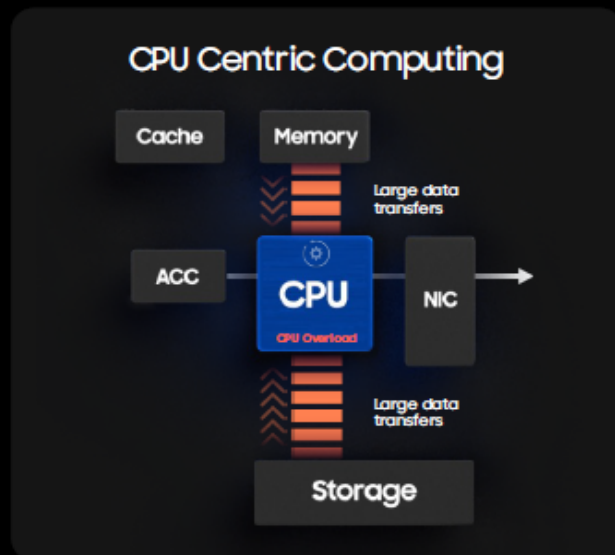 CPU Centric Computing
Cache
Memory
Large data
transfers
ACC
CPU
CPU Overload
NIC
Large data
transfers
Storage